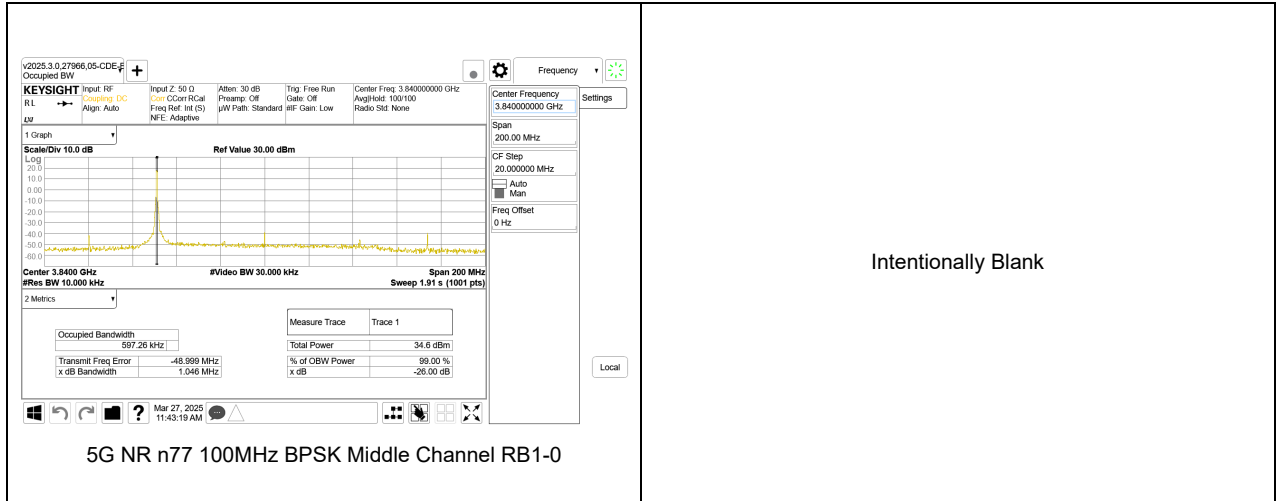 v2025.3.0,27966,05-CDE-E
Occupied BW
Frequency
KEYSIGHT
RL
Input: RF
Coupling: DC
Align: Auto
Input Z: 50 Ω
Corr CCorr RCal
Freq Ref: Int (S)
NFE: Adaptive
Atten: 30 dB
Preamp: Off
µW Path: Standard
Trig: Free Run
Gate: Off
#IF Gain: Low
Center Freq: 3.840000000 GHz
Avg|Hold: 100/100
Radio Std: None
Center Frequency
3.840000000 GHz
Settings
Span
200.00 MHz
CF Step
20.000000 MHz
Auto
Man
Freq Offset
0 Hz
1 Graph
Scale/Div 10.0 dB
Ref Value 30.00 dBm
Log
20.0
10.0
0.00
-10.0
-20.0
-30.0
-40.0
-50.0
-60.0
Center 3.8400 GHz
#Video BW 30.000 kHz
Span 200 MHz
#Res BW 10.000 kHz
Sweep 1.91 s (1001 pts)
2 Metrics
Measure Trace
Trace 1
Occupied Bandwidth
597.26 kHz
Total Power
34.6 dBm
Transmit Freq Error
-48.999 MHz
% of OBW Power
99.00 %
x dB Bandwidth
1.046 MHz
x dB
-26.00 dB
Local
Mar 27, 2025
11:43:19 AM
5G NR n77 100MHz BPSK Middle Channel RB1-0
Intentionally Blank